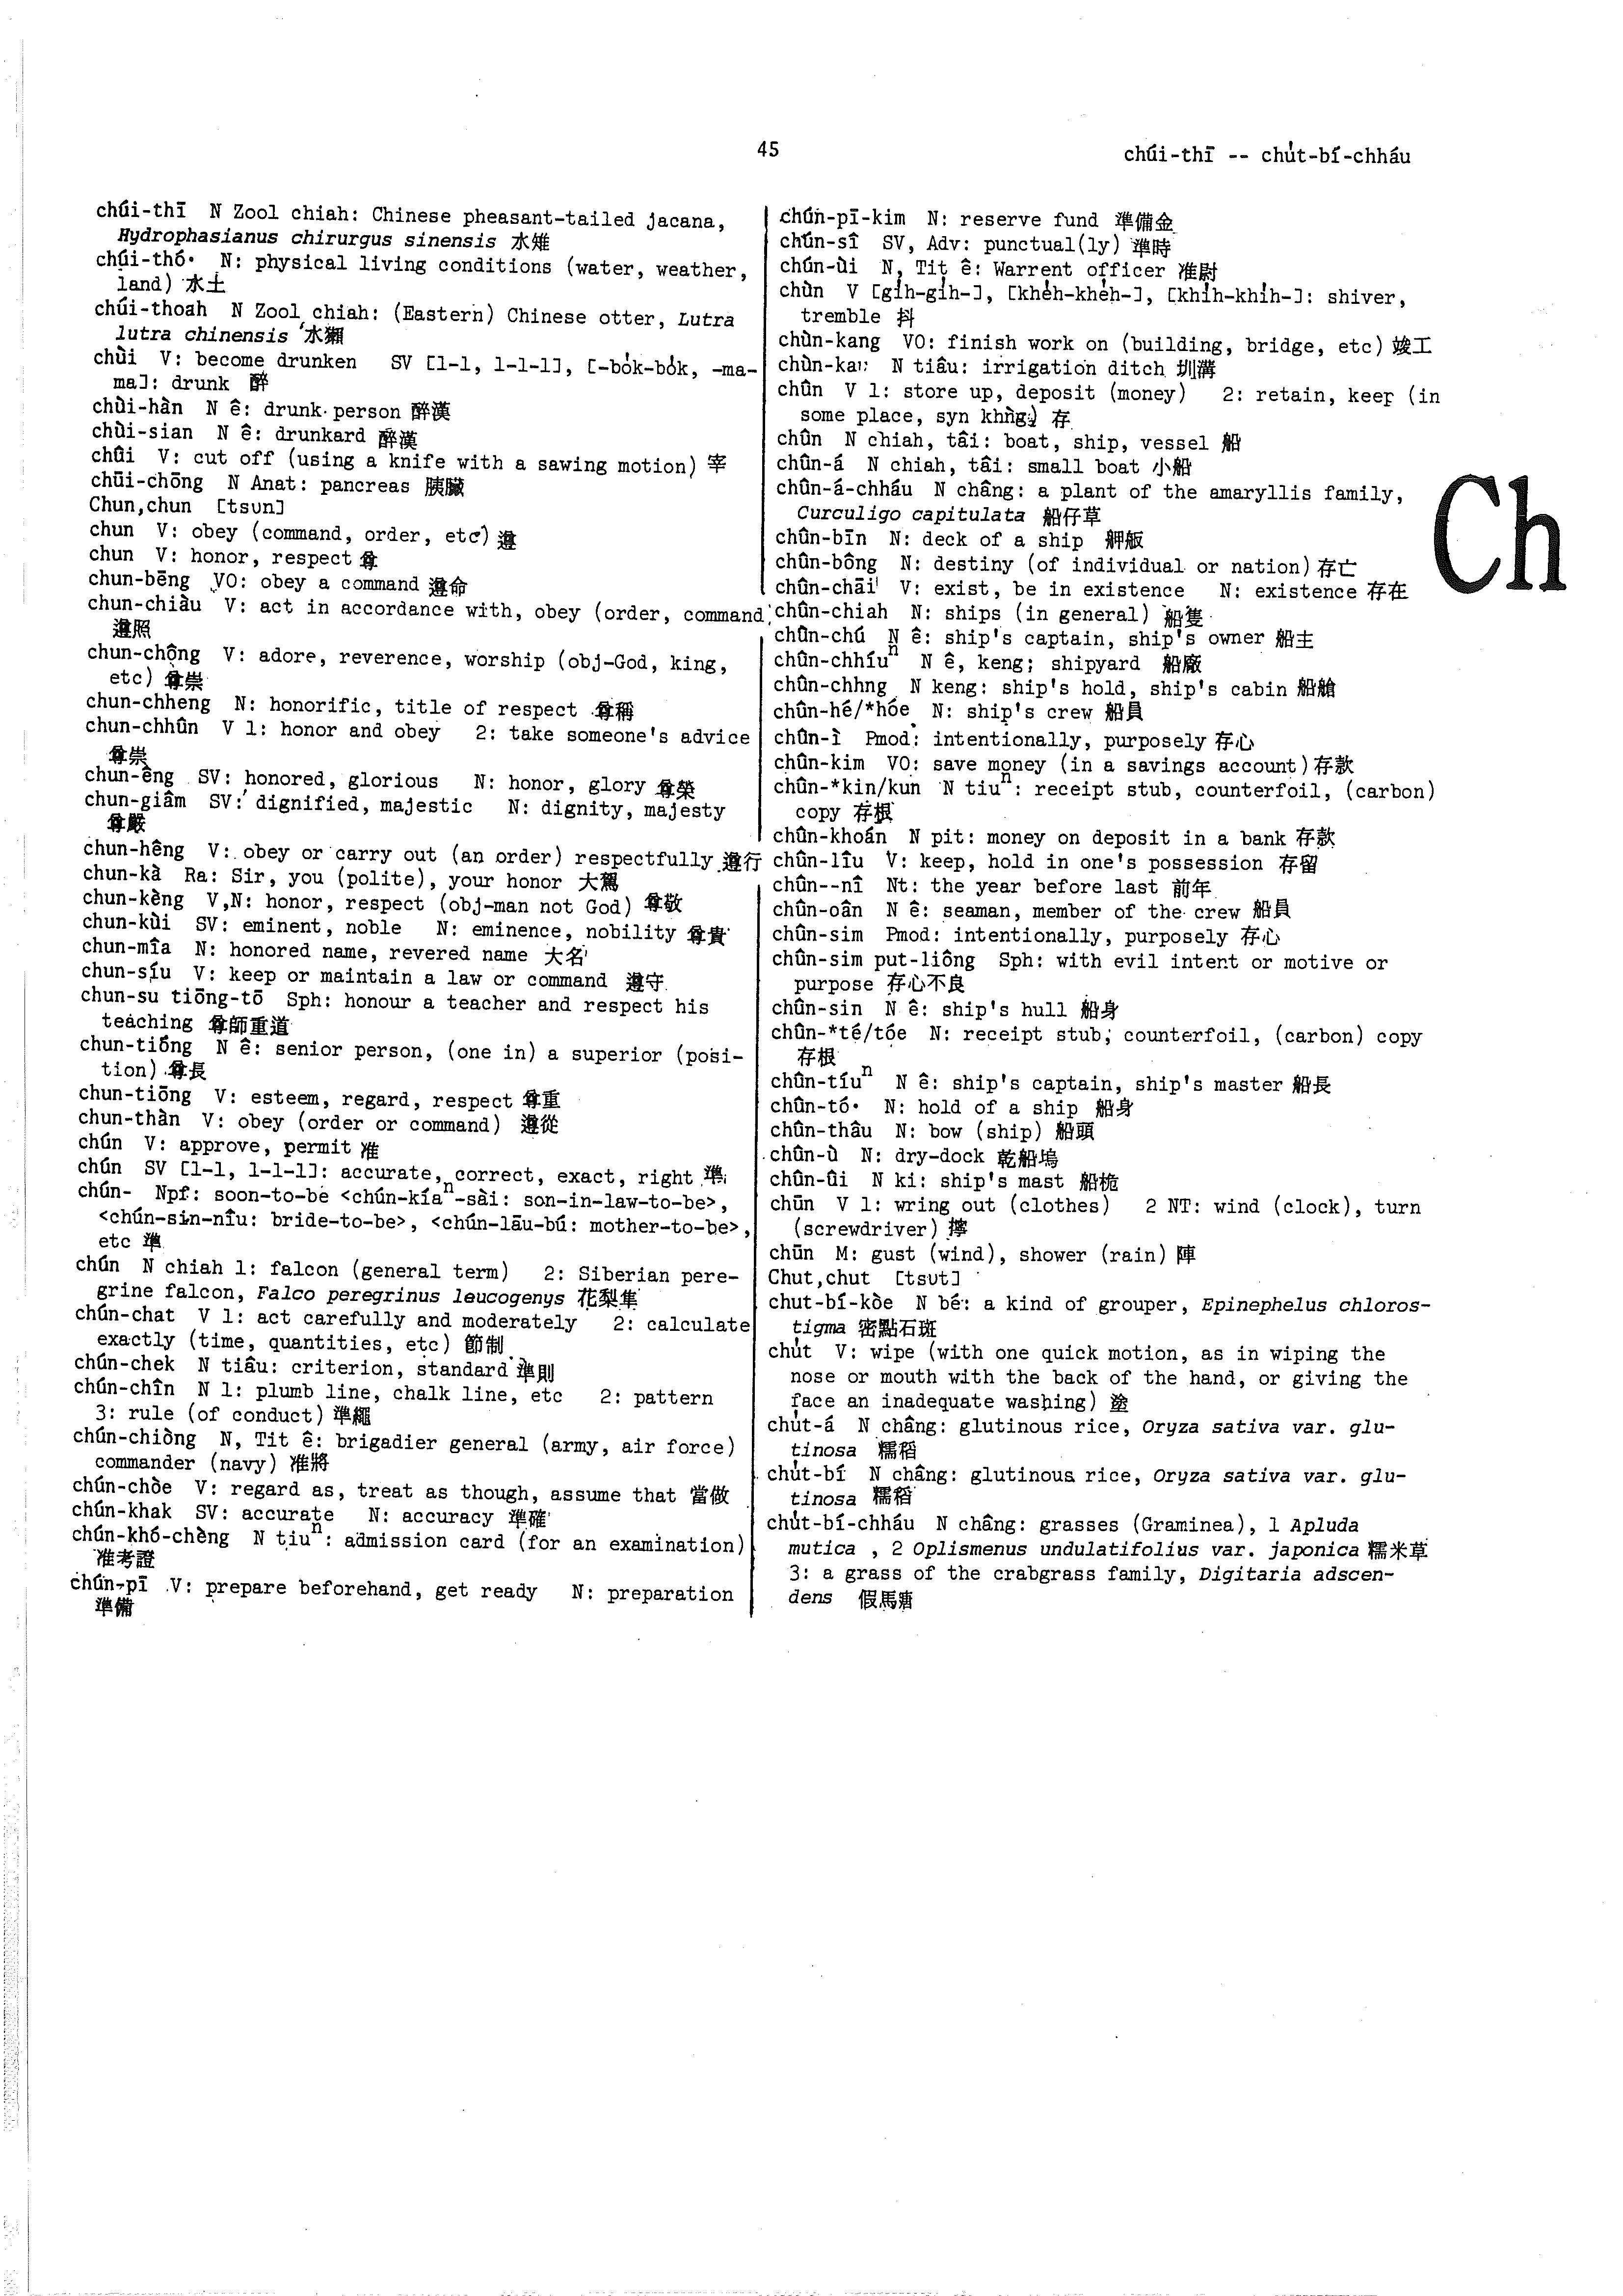 45
chúi-thī -- chu̍t-bí-chháu
chúi-thī N Zool chiah: Chinese pheasant-tailed jacana,
Hydrophasianus chirurgus sinensis 水雉
chúi-thó· N: physical living conditions (water, weather,
land) 水土
chúi-thoah N Zool chiah: (Eastern) Chinese otter, Lutra
lutra chinensis 水獺
chùi V: become drunken SV [1-1, 1-1-1], [-bo̍k-bo̍k, -ma-
ma]: drunk 醉
chùi-hàn N ê: drunk person 醉漢
chùi-sian N ê: drunkard 醉漢
chûi V: cut off (using a knife with a sawing motion) 宰
chūi-chōng N Anat: pancreas 胰臟
Chun,chun [tsun]
chun V: obey (command, order, etc) 遵
chun V: honor, respect 尊
chun-bēng VO: obey a command 遵命
chun-chiàu V: act in accordance with, obey (order, command
遵照
chun-chông V: adore, reverence, worship (obj-God, king,
etc) 尊崇
chun-chheng N: honorific, title of respect 尊稱
chun-chhûn V 1: honor and obey 2: take someone's advice
尊崇
chun-êng SV: honored, glorious N: honor, glory 尊榮
chun-giâm SV: dignified, majestic N: dignity, majesty
尊嚴
chun-hêng V: obey or carry out (an order) respectfully 遵行
chun-kà Ra: Sir, you (polite), your honor 大駕
chun-kèng V,N: honor, respect (obj-man not God) 尊敬
chun-kùi SV: eminent, noble N: eminence, nobility 尊貴
chun-mîa N: honored name, revered name 大名
chun-síu V: keep or maintain a law or command 遵守
chun-su tiōng-tō Sph: honour a teacher and respect his
teaching 尊師重道
chun-tióng N ê: senior person, (one in) a superior (posi-
tion) 尊長
chun-tiōng V: esteem, regard, respect 尊重
chun-thàn V: obey (order or command) 遵從
chún V: approve, permit 准
chún SV [1-1, 1-1-1]: accurate, correct, exact, right 準
chún- Npf: soon-to-be <chún-kíaⁿ-sài: son-in-law-to-be>,
<chún-sin-nîu: bride-to-be>, <chún-lāu-bú: mother-to-be>,
etc 準
chún N chiah 1: falcon (general term) 2: Siberian pere-
grine falcon, Falco peregrinus leucogenys 花梨隼
chún-chat V 1: act carefully and moderately 2: calculate
exactly (time, quantities, etc) 節制
chún-chek N tiâu: criterion, standard 準則
chún-chîn N 1: plumb line, chalk line, etc 2: pattern
3: rule (of conduct) 準繩
chún-chiòng N, Tit ê: brigadier general (army, air force)
commander (navy) 准將
chún-chòe V: regard as, treat as though, assume that 當做
chún-khak SV: accurate N: accuracy 準確
chún-khó-chèng N tiuⁿ: admission card (for an examination)
准考證
chún-pī V: prepare beforehand, get ready N: preparation
準備
chún-pī-kim N: reserve fund 準備金
chún-sî SV, Adv: punctual(ly) 準時
chún-ùi N, Tit ê: Warrent officer 准尉
chùn V [gi̍h-gi̍h-], [khe̍h-khe̍h-], [khi̍h-khi̍h-]: shiver,
tremble 抖
chùn-kang VO: finish work on (building, bridge, etc) 竣工
N tiâu: irrigation ditch 圳溝
chûn V 1: store up, deposit (money) 2: retain, keep (in
some place, syn khǹg) 存
chûn N chiah, tâi: boat, ship, vessel 船
chûn-á N chiah, tâi: small boat 小船
chûn-á-chháu N châng: a plant of the amaryllis family,
Curculigo capitulata 船仔草
chûn-bīn N: deck of a ship 舺舨
chûn-bông N: destiny (of individual or nation) 存亡
chûn-chāi V: exist, be in existence N: existence 存在
chûn-chiah N: ships (in general) 船隻
chûn-chú N ê: ship's captain, ship's owner 船主
chûn-chhíuⁿ N ê, keng; shipyard 船廠
chûn-chhng N keng: ship's hold, ship's cabin 船艙
chûn-hé/*hóe N: ship's crew 船員
chûn-ì Pmod: intentionally, purposely 存心
chûn-kim VO: save money (in a savings account) 存款
chûn-*kin/kun N tiuⁿ: receipt stub, counterfoil, (carbon)
copy 存根
chûn-khoán N pit: money on deposit in a bank 存款
chûn-lîu V: keep, hold in one's possession 存留
chûn--nî Nt: the year before last 前年
chûn-oân N ê: seaman, member of the crew 船員
chûn-sim Pmod: intentionally, purposely 存心
chûn-sim put-liông Sph: with evil intent or motive or
purpose 存心不良
chûn-sin N ê: ship's hull 船身
chûn-*té/tóe N: receipt stub, counterfoil, (carbon) copy
存根
chûn-tíuⁿ N ê: ship's captain, ship's master 船長
chûn-tó· N: hold of a ship 船身
chûn-thâu N: bow (ship) 船頭
chûn-ù N: dry-dock 乾船塢
chûn-ûi N ki: ship's mast 船桅
chūn V 1: wring out (clothes) 2 NT: wind (clock), turn
(screwdriver) 擰
chūn M: gust (wind), shower (rain) 陣
Chut,chut [tsut]
chut-bí-kòe N bé: a kind of grouper, Epinephelus chloros-
tigma 密點石斑
chu̍t V: wipe (with one quick motion, as in wiping the
nose or mouth with the back of the hand, or giving the
face an inadequate washing) 塗
chu̍t-á N châng: glutinous rice, Oryza sativa var. glu-
tinosa 糯稻
chu̍t-bí N châng: glutinous rice, Oryza sativa var. glu-
tinosa 糯稻
chu̍t-bí-chháu N châng: grasses (Graminea), 1 Apluda
mutica , 2 Oplismenus undulatifolius var. japonica 糯米草
3: a grass of the crabgrass family, Digitaria adscen-
dens 假馬唐
Ch